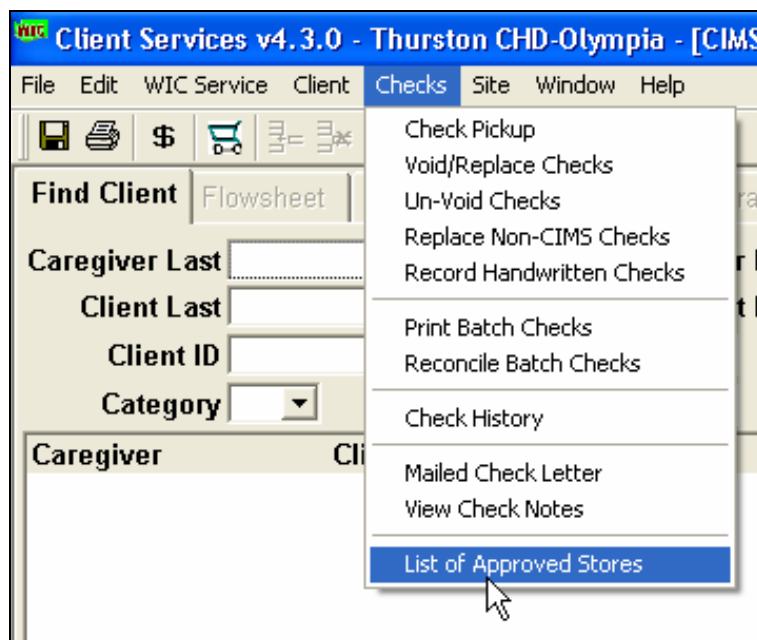 WIC Client Services v4.3.0 - Thurston CHD-Olympia - [CIMS
File Edit WIC Service Client Checks Site Window Help
$
Find Client Flowsheet
Caregiver Last
Client Last
Client ID
Category
Caregiver Cli
Check Pickup
Void/Replace Checks
Un-Void Checks
Replace Non-CIMS Checks
Record Handwritten Checks
Print Batch Checks
Reconcile Batch Checks
Check History
Mailed Check Letter
View Check Notes
List of Approved Stores